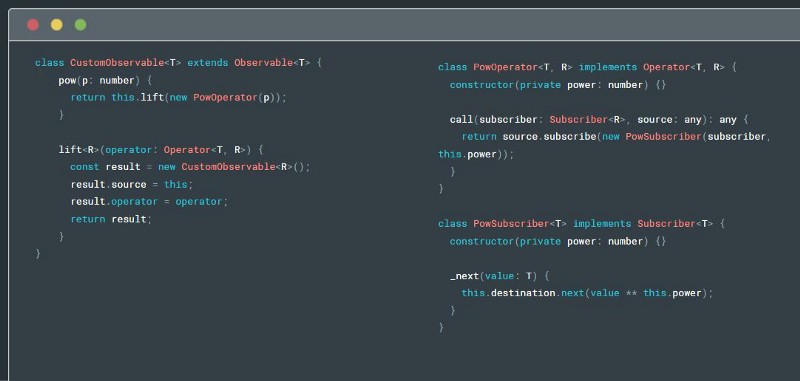 class CustomObservable<T> extends Observable<T> {
pow(p: number) {
return this.lift(new PowOperator(p));
}
lift<R>(operator: Operator<T, R>) {
const result = new CustomObservable<R>();
result.source = this;
result.operator = operator;
return result;
}
}
class PowOperator<T, R> implements Operator<T, R> {
constructor(private power: number) {}
call(subscriber: Subscriber<R>, source: any): any {
return source.subscribe(new PowSubscriber(subscriber,
this.power));
}
}
class PowSubscriber<T> implements Subscriber<T> {
constructor(private power: number) {}
_next(value: T) {
this.destination.next(value ** this.power);
}
}